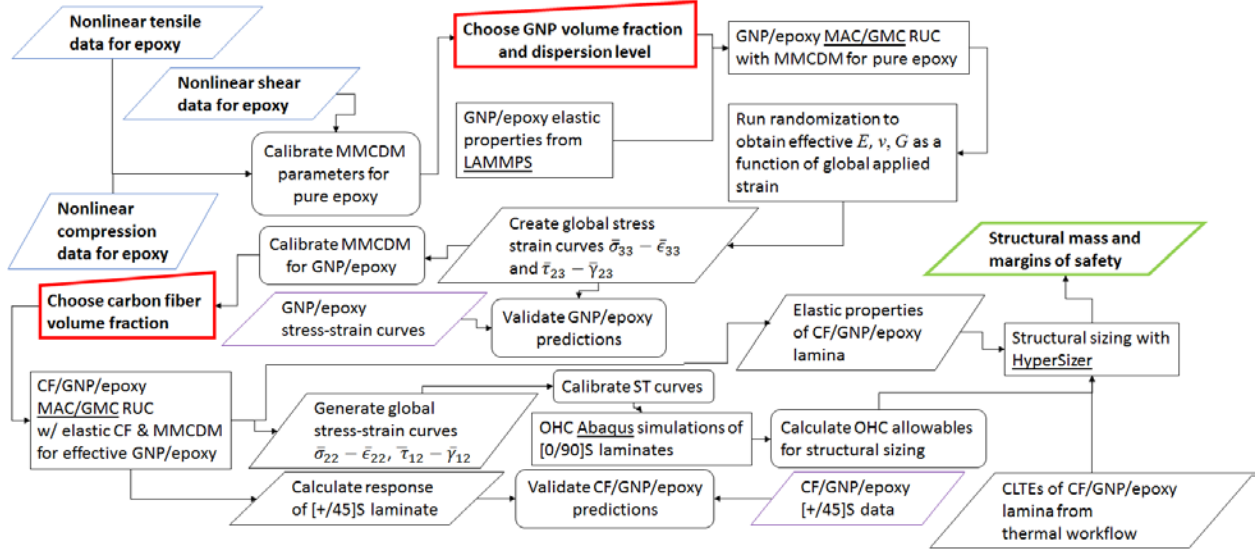 Nonlinear tensile
data for epoxy
Nonlinear shear
data for epoxy
Calibrate MMCDM
parameters for
pure epoxy
Nonlinear
compression
data for epoxy
Choose GNP volume fraction
and dispersion level
GNP/epoxy elastic
properties from
LAMMPS
GNP/epoxy MAC/GMC RUC
with MMCDM for pure epoxy
Run randomization to
obtain effective E, v, G as a
function of global applied
strain
Create global stress
strain curves σ̄₃₃ − ε̄₃₃
and τ̄₂₃ − γ̄₂₃
Calibrate MMCDM
for GNP/epoxy
Choose carbon fiber
volume fraction
GNP/epoxy
stress-strain curves
Validate GNP/epoxy
predictions
Structural mass and
margins of safety
Elastic properties
of CF/GNP/epoxy
lamina
Structural sizing with
HyperSizer
CF/GNP/epoxy
MAC/GMC RUC
w/ elastic CF & MMCDM
for effective GNP/epoxy
Generate global
stress-strain curves
σ̄₂₂ − ε̄₂₂, τ̄₁₂ − γ̄₁₂
Calibrate ST curves
OHC Abaqus simulations of
[0/90]S laminates
Calculate OHC allowables
for structural sizing
Calculate response
of [+/45]S laminate
Validate CF/GNP/epoxy
predictions
CF/GNP/epoxy
[+/45]S data
CLTEs of CF/GNP/epoxy
lamina from
thermal workflow